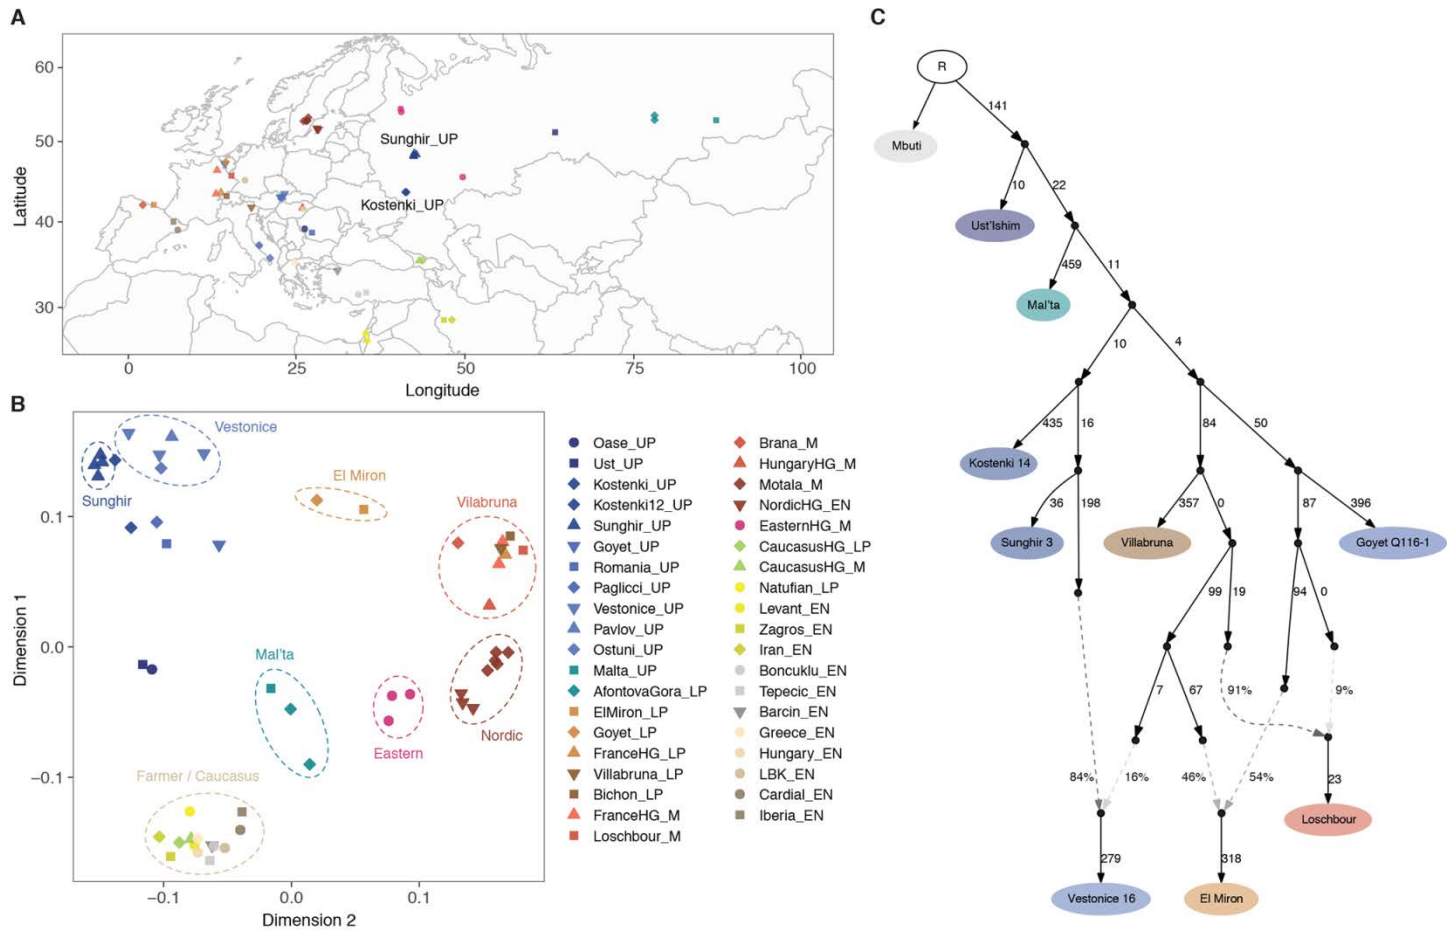 A
60
50
40
30
Latitude
Sunghir_UP
Kostenki_UP
0
25
50
75
100
Longitude
B
Vestonice
Sunghir
El Miron
Vilabruna
Mal'ta
Eastern
Nordic
Farmer / Caucasus
0.1
0.0
−0.1
Dimension 1
−0.1
0.0
0.1
Dimension 2
Oase_UP
Ust_UP
Kostenki_UP
Kostenki12_UP
Sunghir_UP
Goyet_UP
Romania_UP
Paglicci_UP
Vestonice_UP
Pavlov_UP
Ostuni_UP
Malta_UP
AfontovaGora_LP
ElMiron_LP
Goyet_LP
FranceHG_LP
Villabruna_LP
Bichon_LP
FranceHG_M
Loschbour_M
Brana_M
HungaryHG_M
Motala_M
NordicHG_EN
EasternHG_M
CaucasusHG_LP
CaucasusHG_M
Natufian_LP
Levant_EN
Zagros_EN
Iran_EN
Boncuklu_EN
Tepecic_EN
Barcin_EN
Greece_EN
Hungary_EN
LBK_EN
Cardial_EN
Iberia_EN
C
R
141
Mbuti
10
22
Ust'Ishim
459
11
Mal'ta
10
4
435
16
84
50
Kostenki 14
36
198
357
0
87
396
Sunghir 3
Villabruna
Goyet Q116-1
99
19
94
0
7
67
91%
9%
84%
16%
46%
54%
23
Loschbour
279
318
Vestonice 16
El Miron